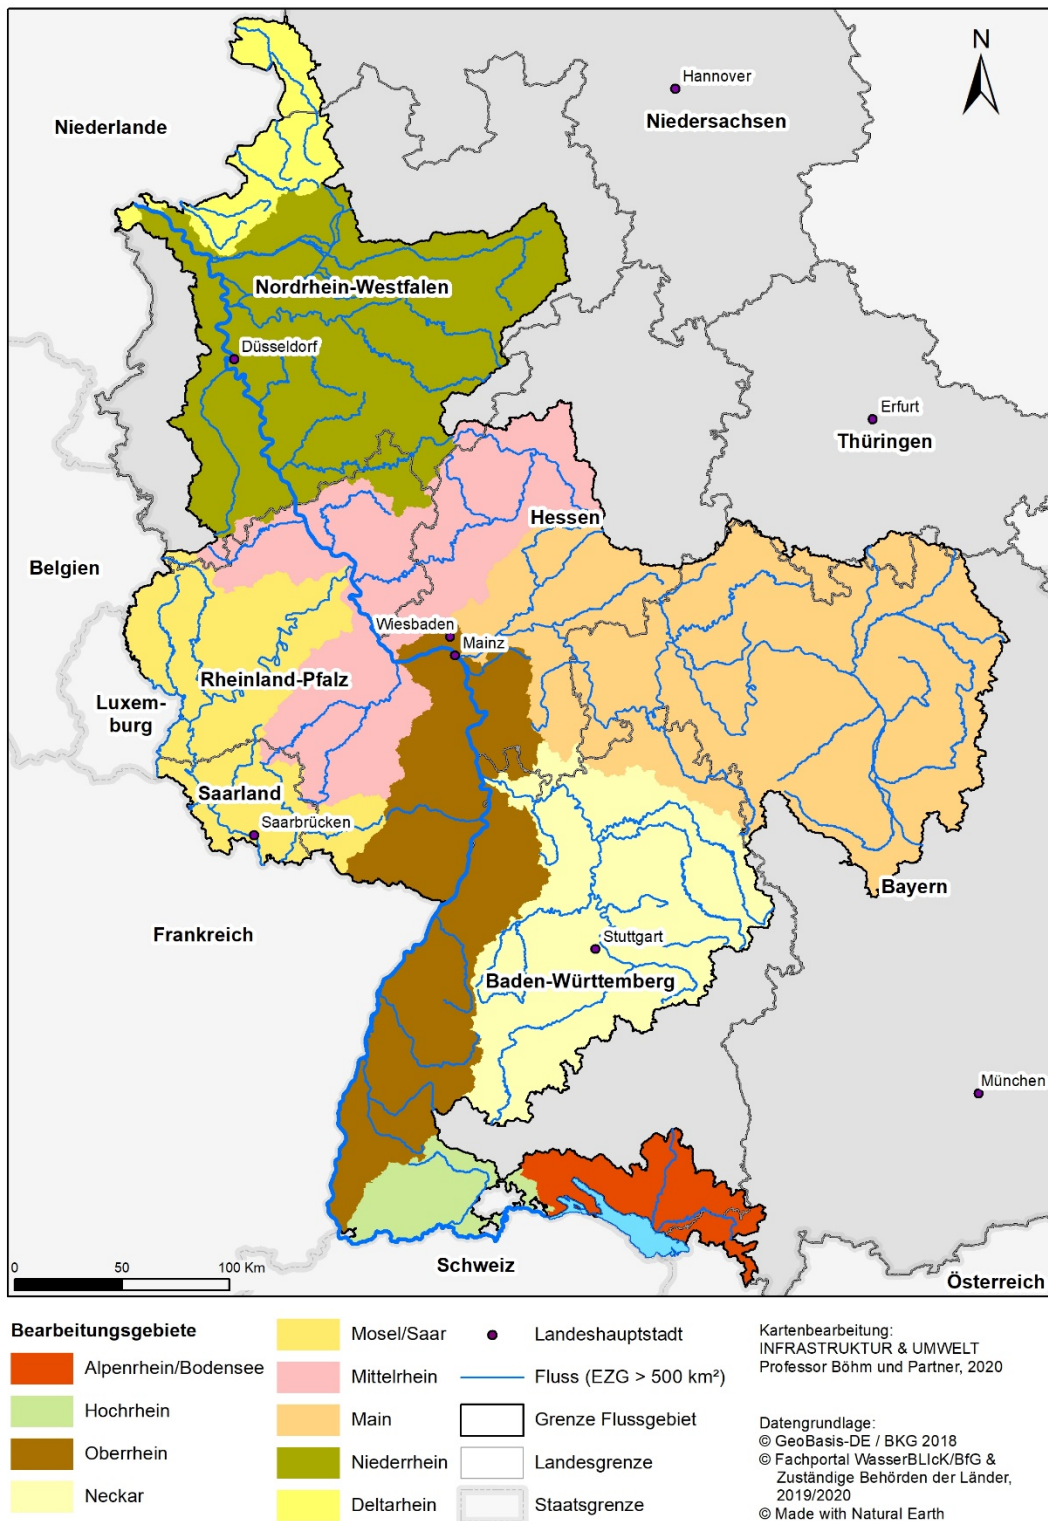 N
Hannover
Niedersachsen
Niederlande
Nordrhein-Westfalen
Düsseldorf
Erfurt
Thüringen
Hessen
Belgien
Wiesbaden
Mainz
Rheinland-Pfalz
Luxem-
burg
Saarland
Saarbrücken
Bayern
Frankreich
Stuttgart
Baden-Württemberg
München
Schweiz
Österreich
0 50 100 Km
Bearbeitungsgebiete
Alpenrhein/Bodensee
Hochrhein
Oberrhein
Neckar
Mosel/Saar
Mittelrhein
Main
Niederrhein
Deltarhein
Landeshauptstadt
Fluss (EZG > 500 km²)
Grenze Flussgebiet
Landesgrenze
Staatsgrenze
Kartenbearbeitung:
INFRASTRUKTUR & UMWELT
Professor Böhm und Partner, 2020
Datengrundlage:
© GeoBasis-DE / BKG 2018
© Fachportal WasserBLIcK/BfG &
Zuständige Behörden der Länder,
2019/2020
© Made with Natural Earth